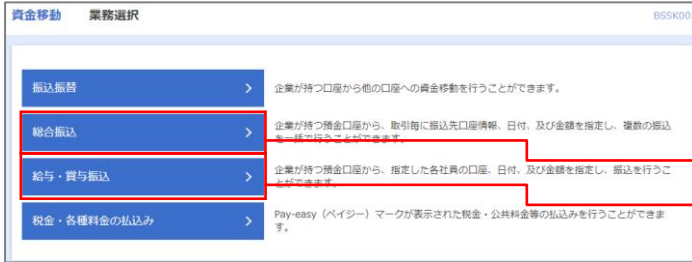 資金移動 業務選択 BSSK00
振込振替 企業が持つ口座から他の口座への資金移動を行うことができます。
総合振込 企業が持つ預金口座から、取引毎に振込先口座情報、日付、及び金額を指定し、複数の振込
を一括で行うことができます。
給与・賞与振込 企業が持つ預金口座から、指定した各社員の口座、日付、及び金額を指定し、振込を行うこ
とができます。
税金・各種料金の払込み Pay-easy（ペイジー）マークが表示された税金・公共料金等の払込みを行うことができま
す。